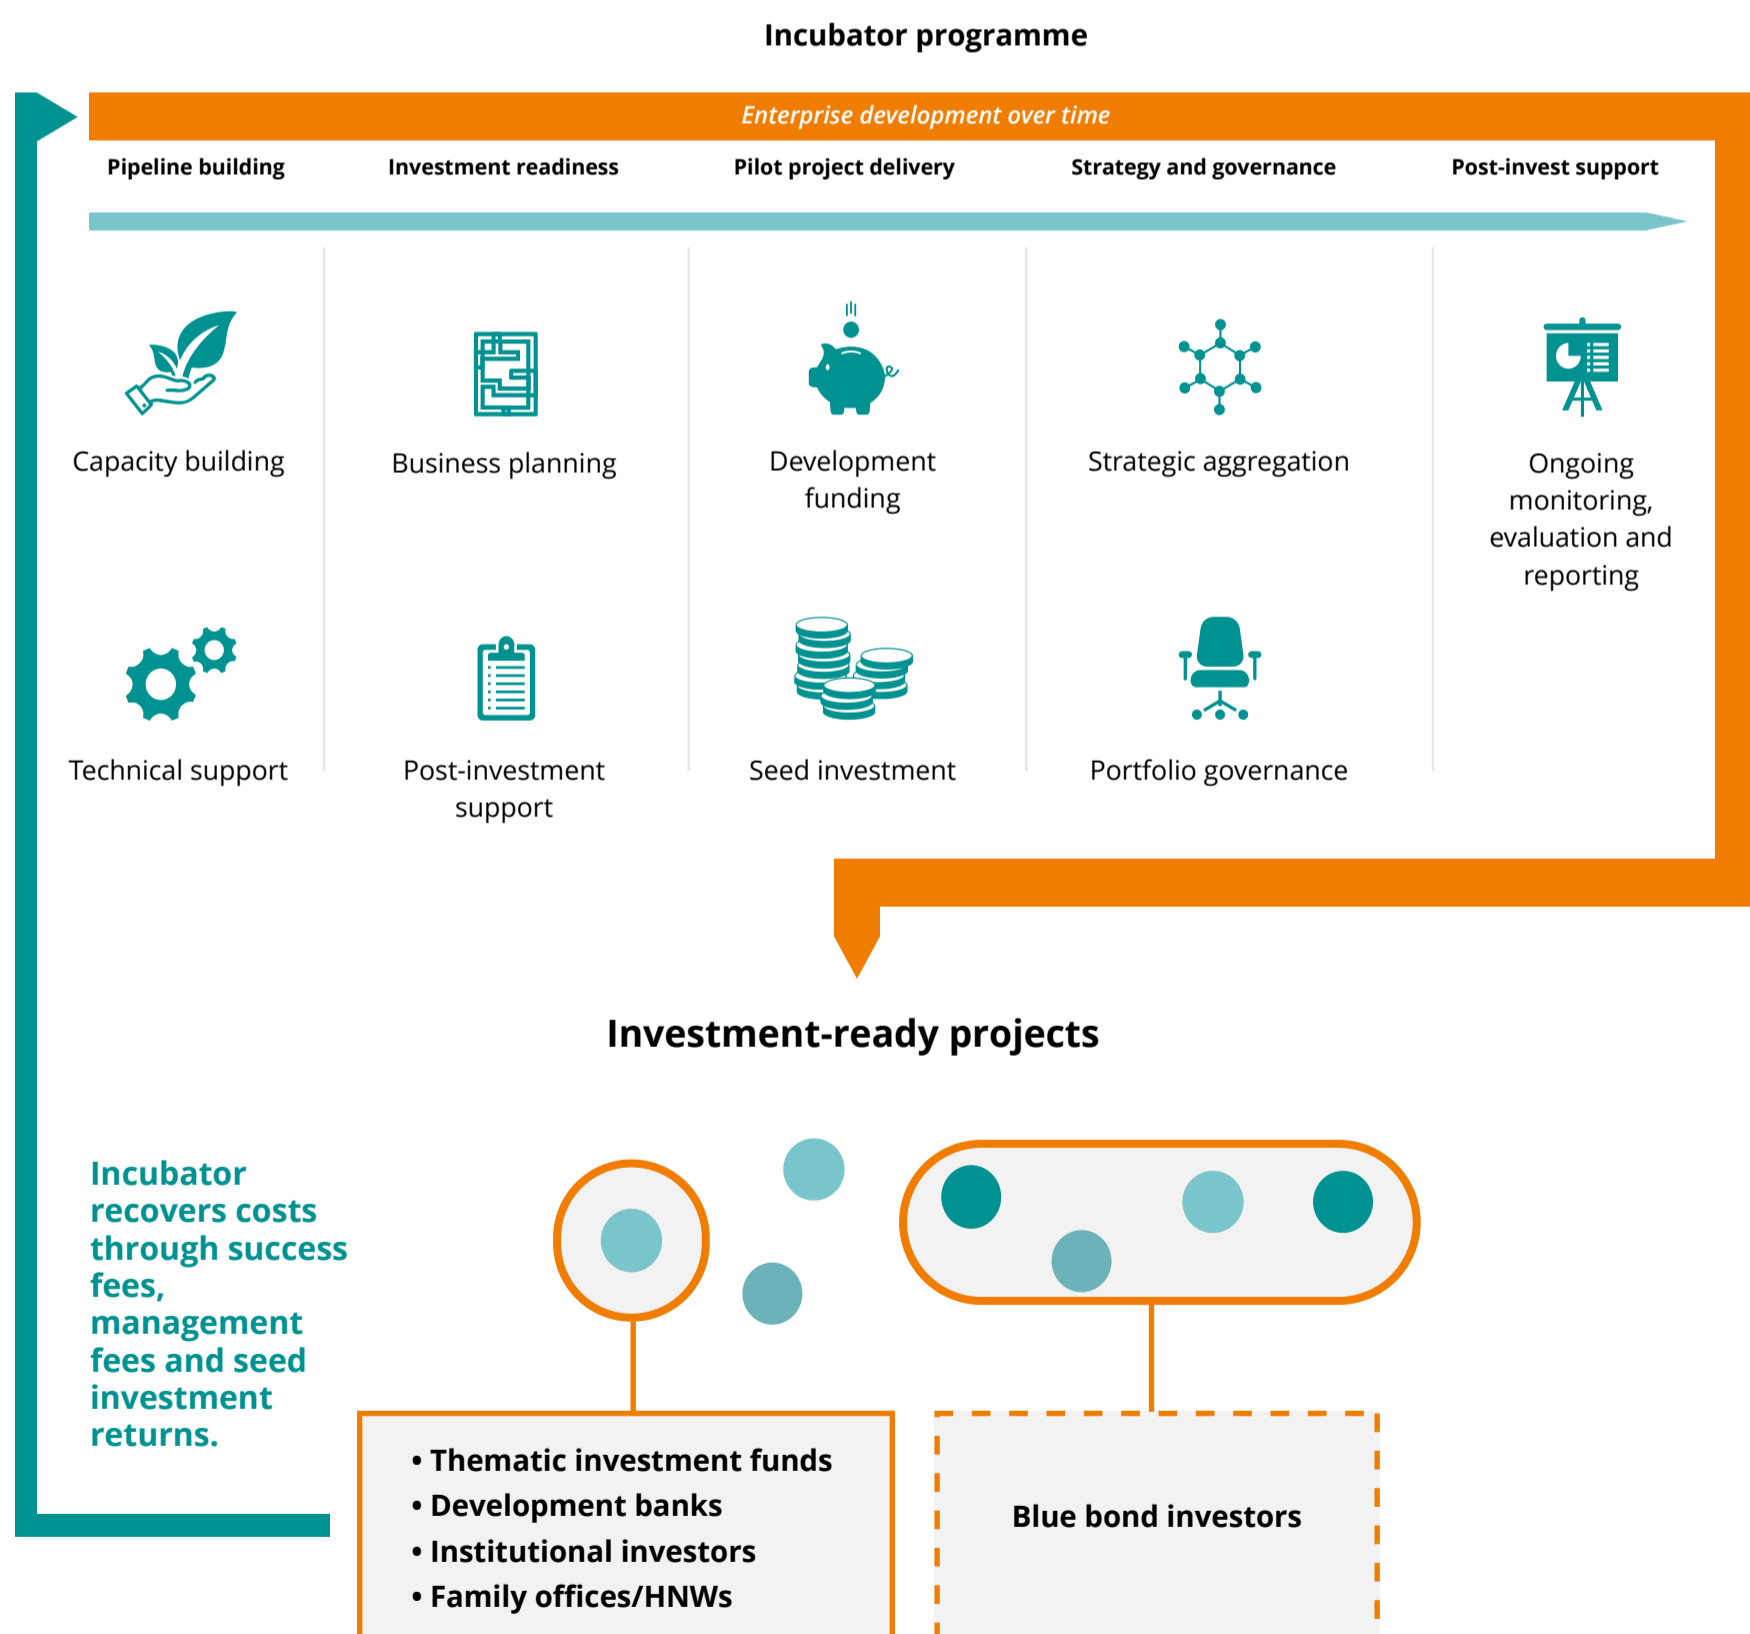 Incubator programme
Enterprise development over time
Pipeline building
Investment readiness
Pilot project delivery
Strategy and governance
Post-invest support
Capacity building
Business planning
Development
funding
Strategic aggregation
Ongoing
monitoring,
evaluation and
reporting
Technical support
Post-investment
support
Seed investment
Portfolio governance
Investment-ready projects
Incubator
recovers costs
through success
fees,
management
fees and seed
investment
returns.
• Thematic investment funds
• Development banks
• Institutional investors
• Family offices/HNWs
Blue bond investors